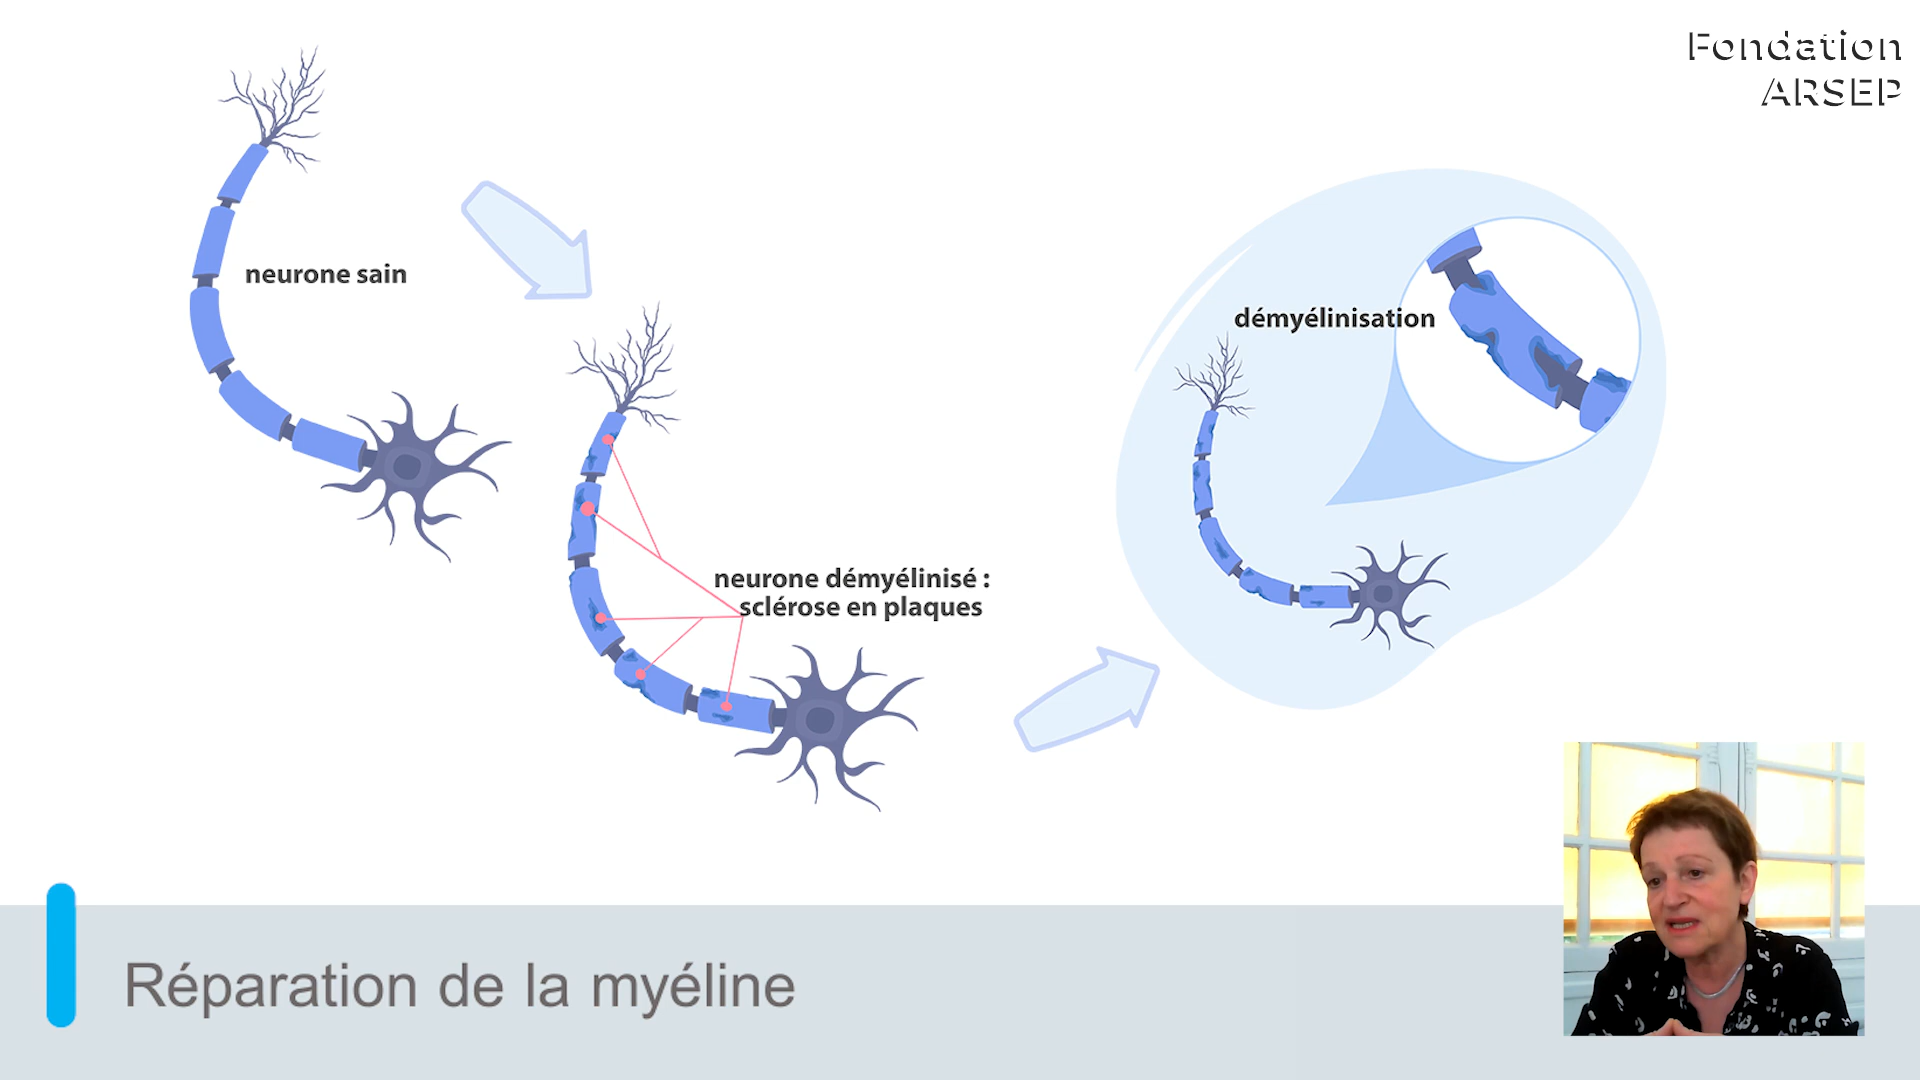 Fondation
ARSEP
neurone sain
démyélinisation
neurone démyélinisé :
sclérose en plaques
Réparation de la myéline